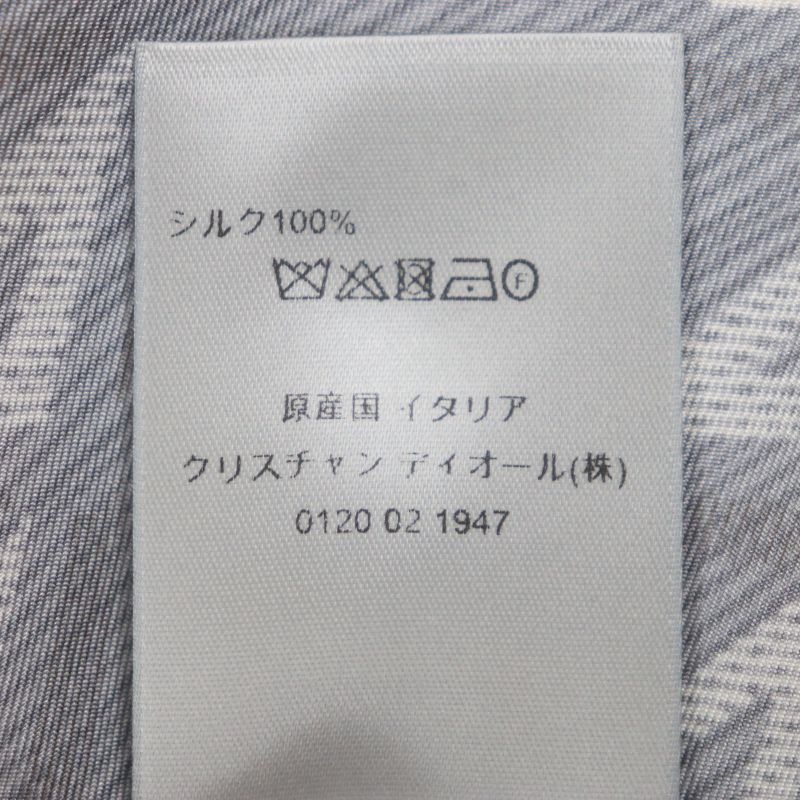 シルク100%
F
原産国 イタリア
クリスチャン ディオール(株)
0120 02 1947